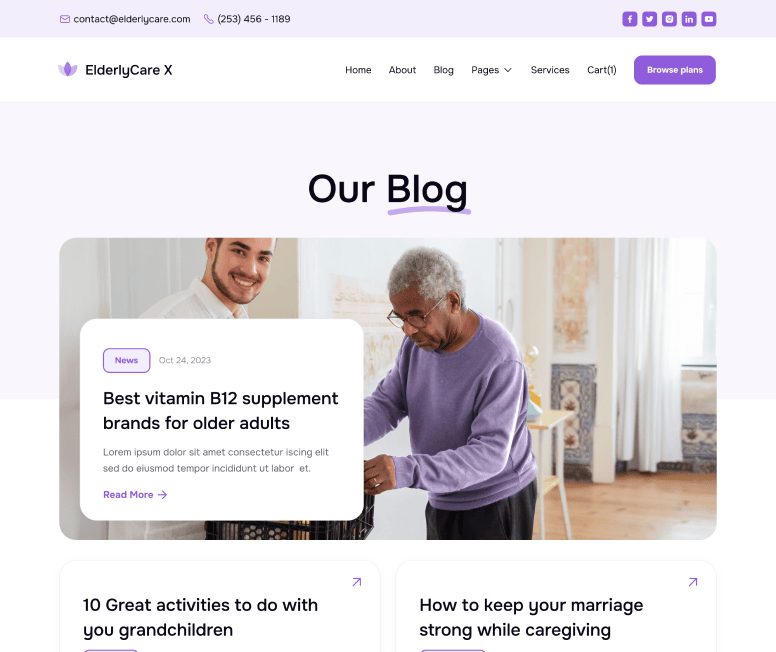 contact@elderlycare.com (253) 456 - 1189
ElderlyCare X
Home About Blog Pages Services Cart(1) Browse plans
Our Blog
News Oct 24, 2023
Best vitamin B12 supplement
brands for older adults
Lorem ipsum dolor sit amet consectetur iscing elit
sed do eiusmod tempor incididunt ut labor et.
Read More
10 Great activities to do with
you grandchildren
How to keep your marriage
strong while caregiving